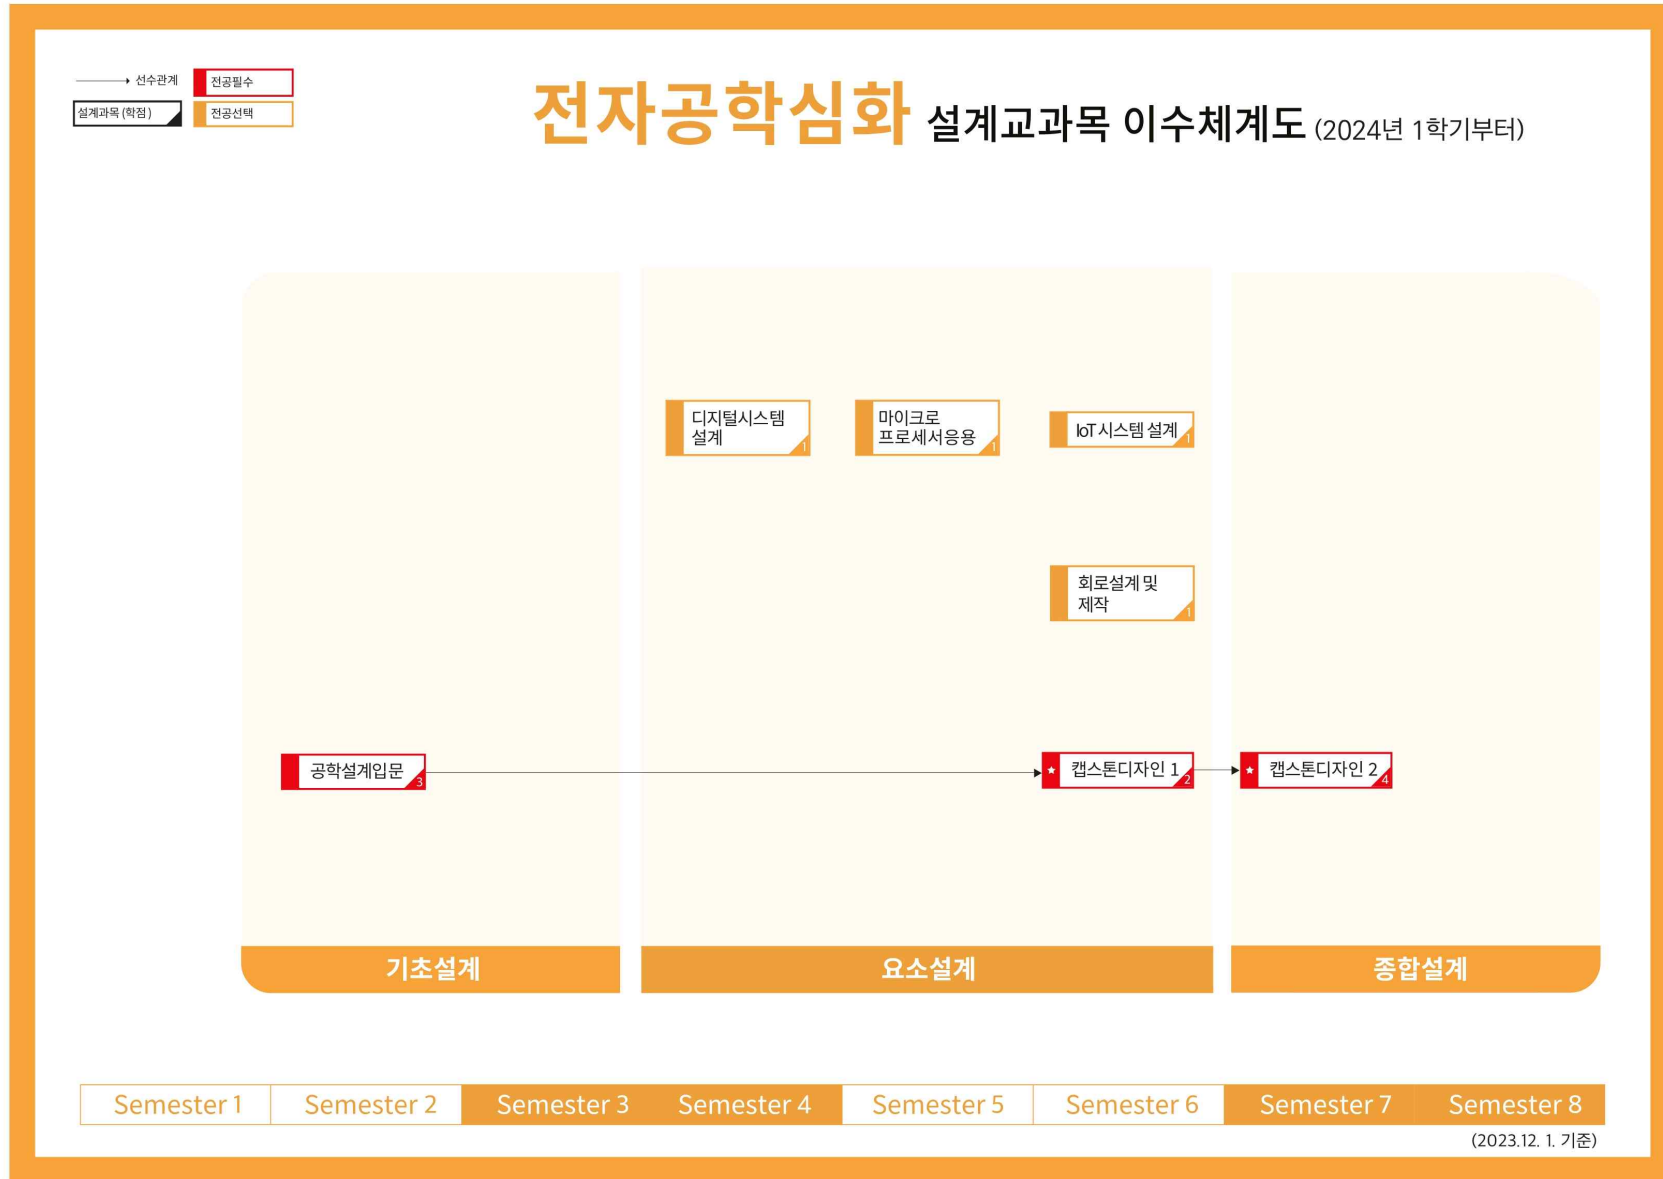 선수관계
전공필수
설계과목 (학점)
전공선택
전자공학심화 설계교과목 이수체계도 (2024년 1학기부터)
디지털시스템
설계
1
마이크로
프로세서응용
1
IoT 시스템 설계
1
회로설계 및
제작
1
공학설계입문
3
캡스톤디자인 1
2
캡스톤디자인 2
4
기초설계
요소설계
종합설계
Semester 1
Semester 2
Semester 3
Semester 4
Semester 5
Semester 6
Semester 7
Semester 8
(2023.12. 1. 기준)